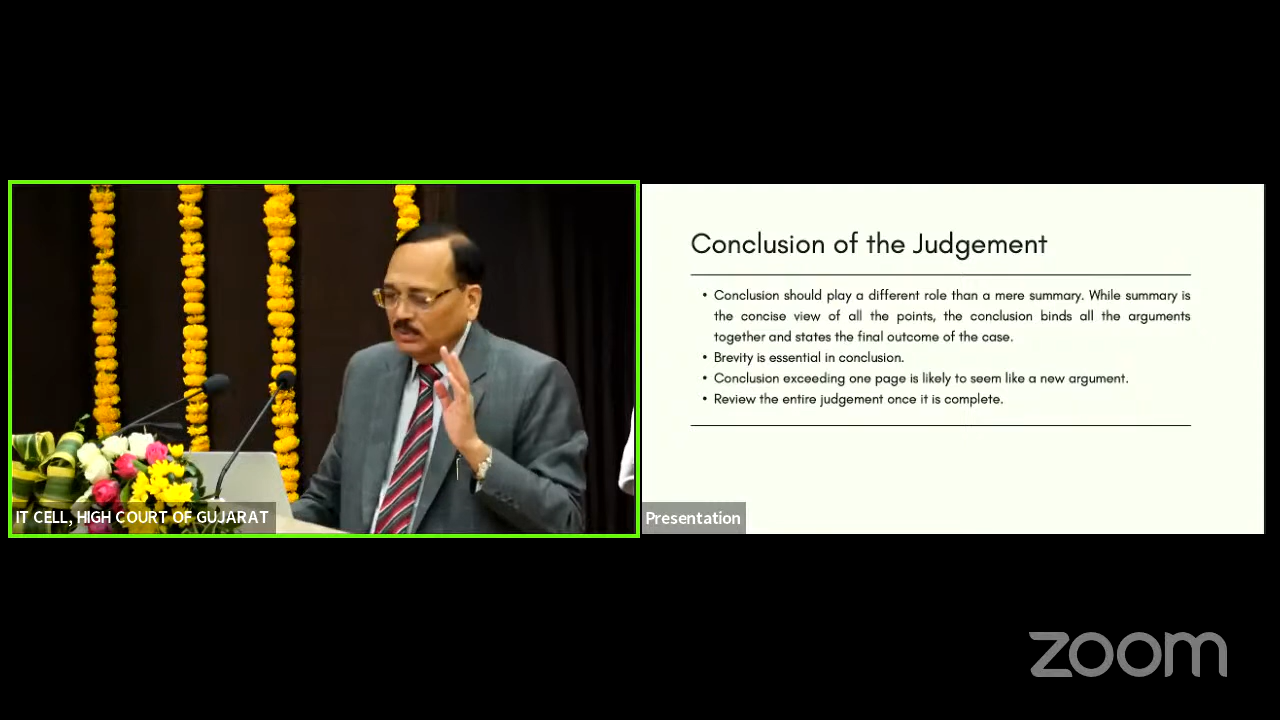 Conclusion of the Judgement
• Conclusion should play a different role than a mere summary. While summary is
the concise view of all the points, the conclusion binds all the arguments
together and states the final outcome of the case.
• Brevity is essential in conclusion.
• Conclusion exceeding one page is likely to seem like a new argument.
• Review the entire judgement once it is complete.
IT CELL, HIGH COURT OF GUJARAT
Presentation
zoom